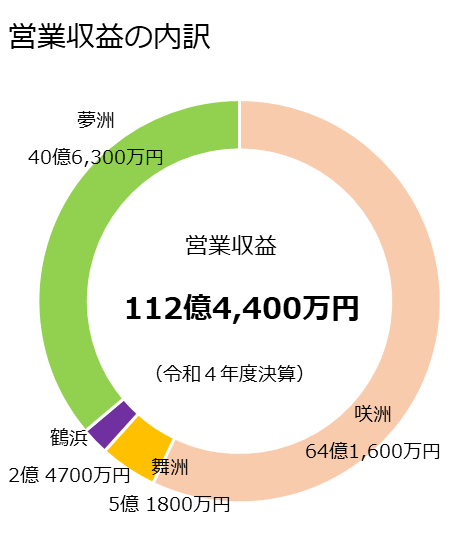 営業収益の内訳
夢洲
40億6,300万円
営業収益
112億4,400万円
（令和４年度決算）
咲洲
64億1,600万円
鶴浜
2億 4700万円
舞洲
5億 1800万円